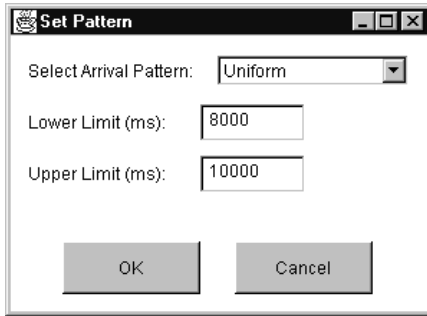 Set Pattern
Select Arrival Pattern: Uniform
Lower Limit (ms): 8000
Upper Limit (ms): 10000
OK Cancel